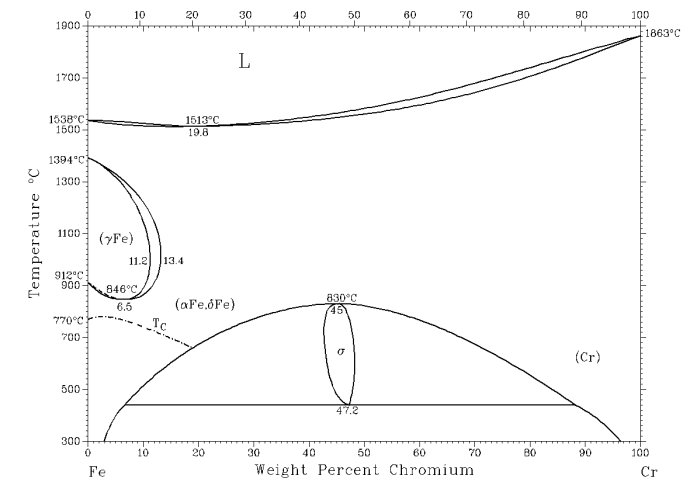 0 10 20 30 40 50 60 70 80 90 100
1900
1863°C
L
1700
1538°C
1513°C
1500
19.8
1394°C
1300
1100
(γFe)
11.2 13.4
912°C
900
846°C
6.5
(αFe,δFe)
830°C
45
770°C
T_C
700
σ
(Cr)
500
47.2
300
0 10 20 30 40 50 60 70 80 90 100
Fe Weight Percent Chromium Cr
Temperature °C